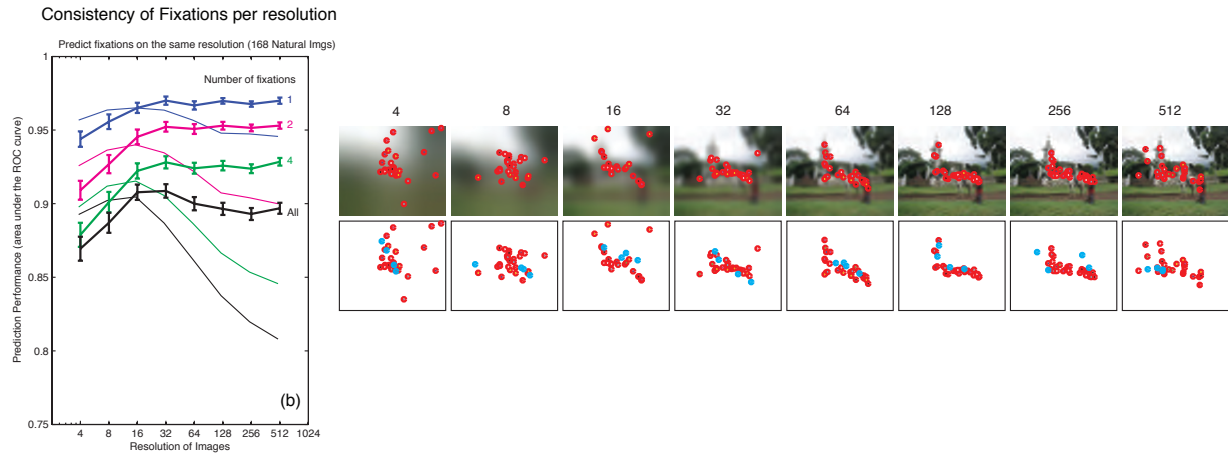 Consistency of Fixations per resolution
Predict fixations on the same resolution (168 Natural Imgs)
Number of fixations
1
2
4
All
1
0.95
0.9
0.85
0.8
0.75
Prediction Performance (area under the ROC curve)
(b)
4 8 16 32 64 128 256 512 1024
Resolution of Images
4 8 16 32 64 128 256 512